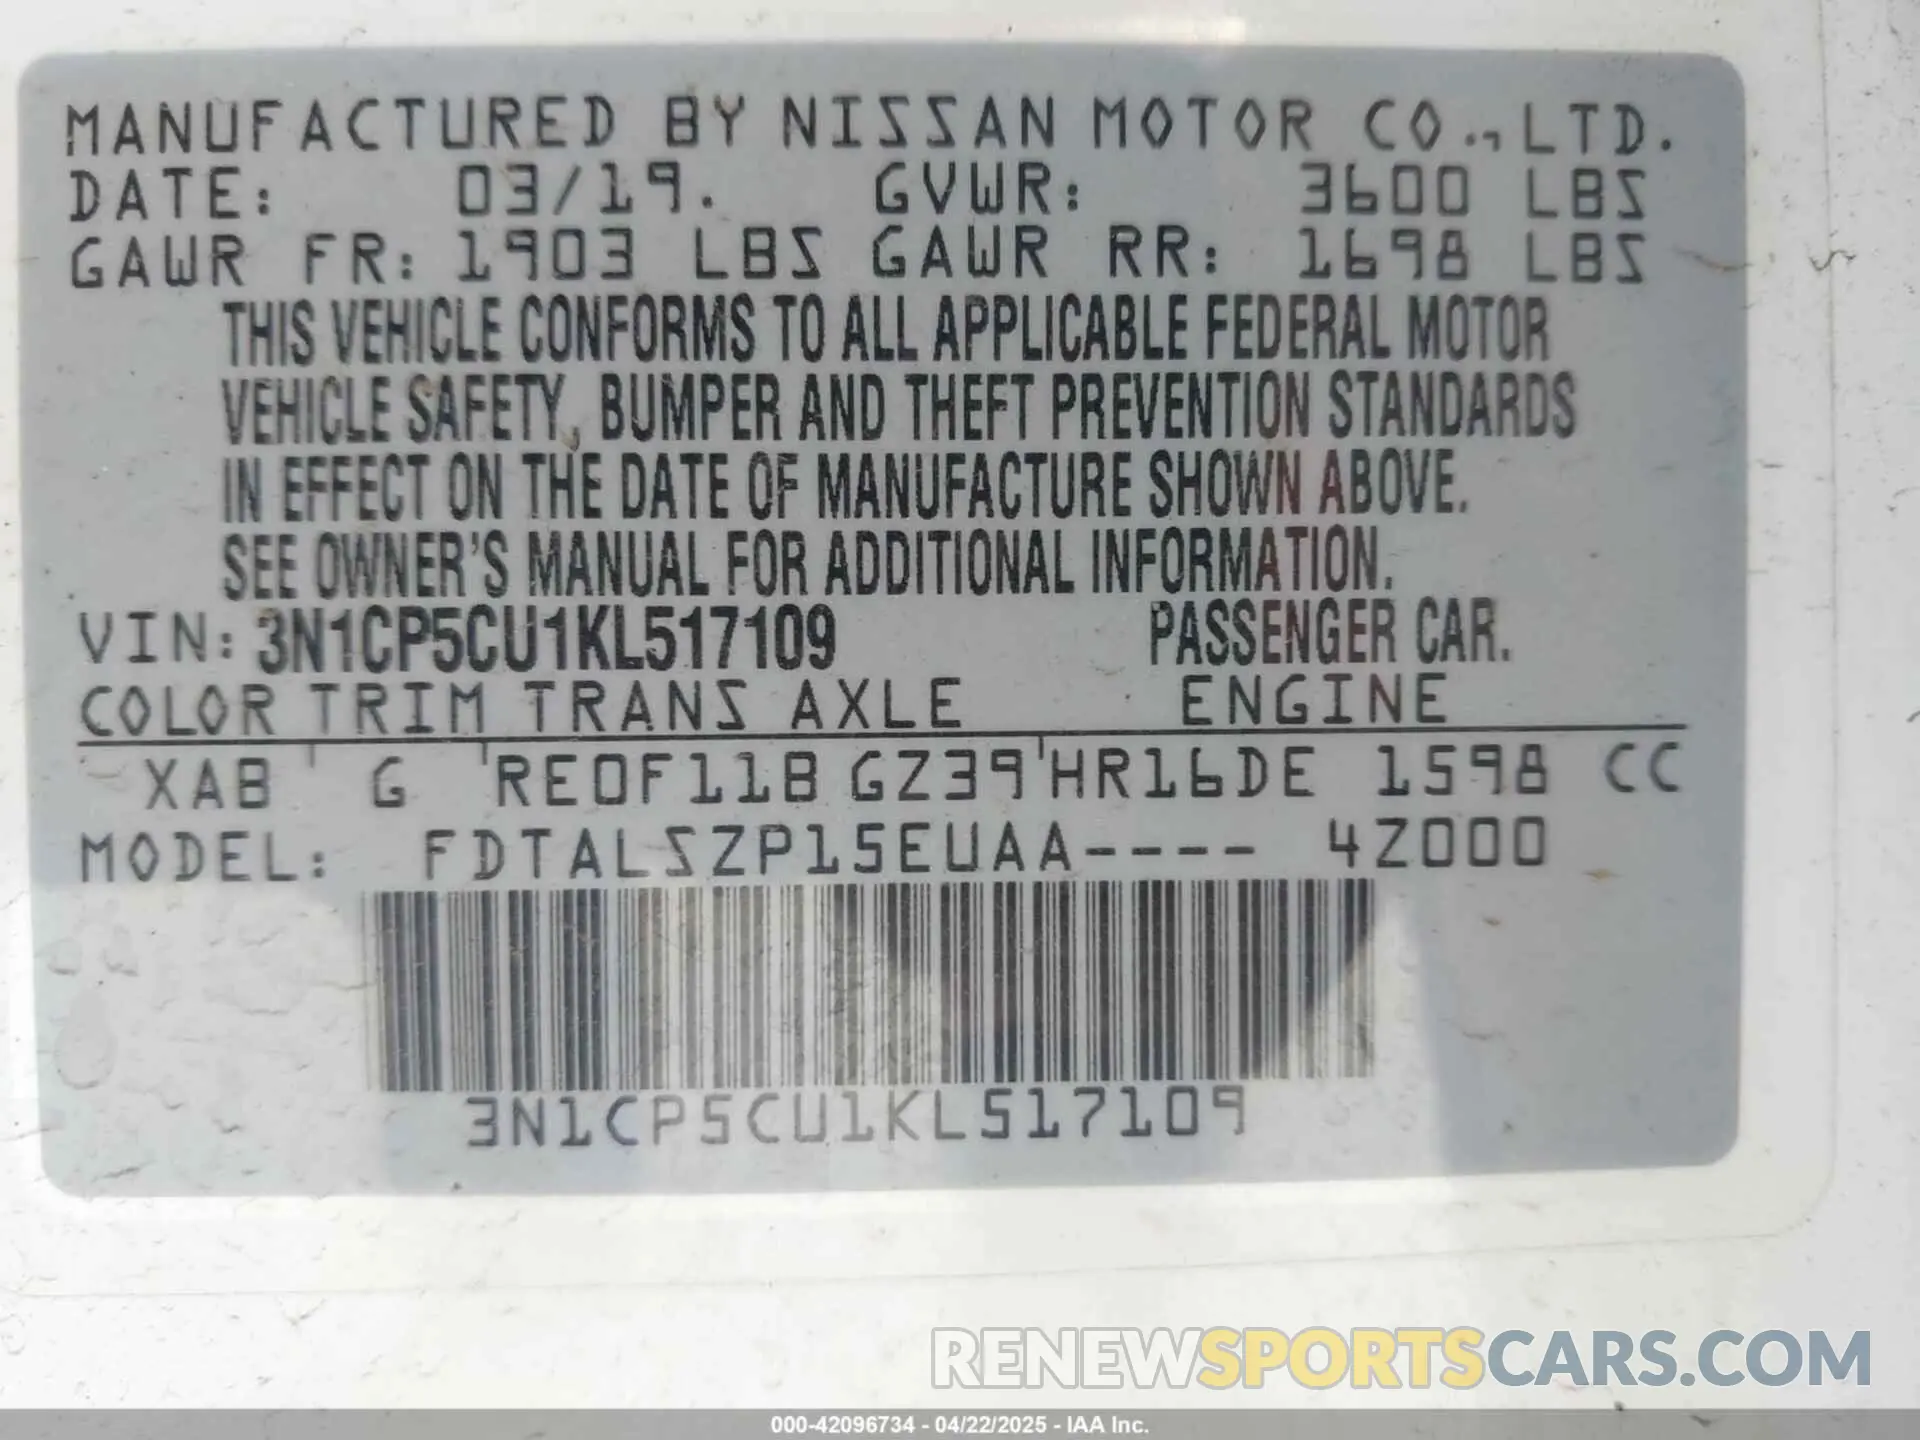 MANUFACTURED BY NISSAN MOTOR CO., LTD.
DATE: 03/19. GVWR: 3600 LBS
GAWR FR: 1903 LBS GAWR RR: 1698 LBS
THIS VEHICLE CONFORMS TO ALL APPLICABLE FEDERAL MOTOR
VEHICLE SAFETY, BUMPER AND THEFT PREVENTION STANDARDS
IN EFFECT ON THE DATE OF MANUFACTURE SHOWN ABOVE.
SEE OWNER'S MANUAL FOR ADDITIONAL INFORMATION.
VIN: 3N1CP5CU1KL517109 PASSENGER CAR.
COLOR TRIM TRANS AXLE ENGINE
XAB G RE0F11B GZ39 HR16DE 1598 CC
MODEL: FDTALSZP15EUAA---- 4Z000
3N1CP5CU1KL517109
RENEWSPORTSCARS.COM
000-42096734 - 04/22/2025 - IAA Inc.